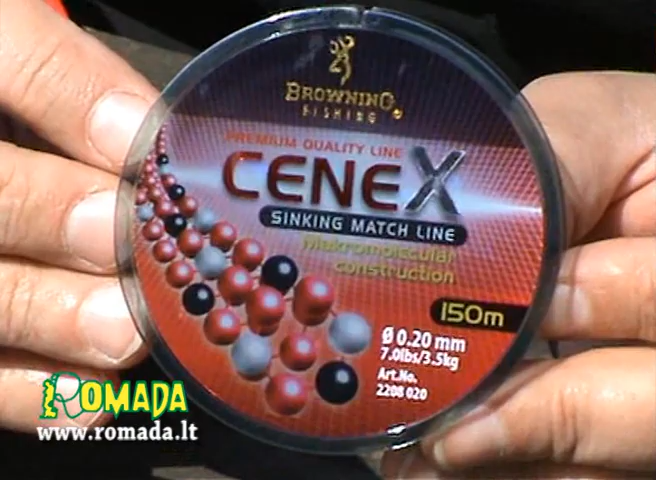 BROWNING
FISHING
PREMIUM QUALITY LINE
CENEX
SINKING MATCH LINE
Makromolecular
construction
150m
Ø 0.20 mm
7.0lbs/3.5kg
Art.No.
2208 020
ROMADA
www.romada.lt